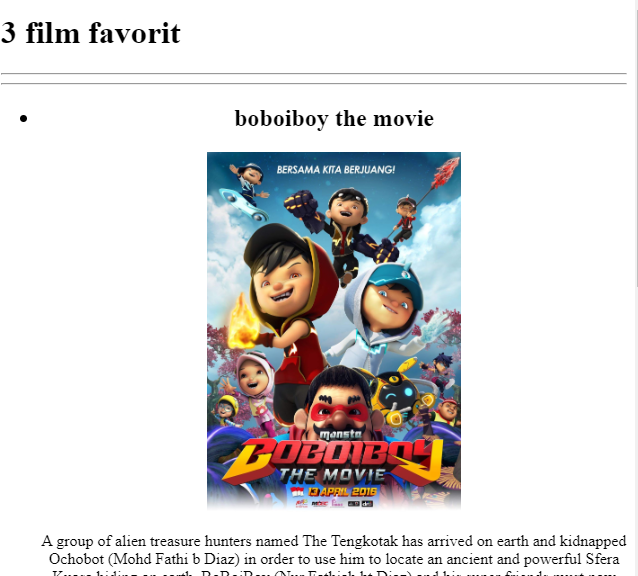 3 film favorit
boboiboy the movie
BERSAMA KITA BERJUANG!
monsta
BOBOIBOY
THE MOVIE
13 APRIL 2016
A group of alien treasure hunters named The Tengkotak has arrived on earth and kidnapped
Ochobot (Mohd Fathi b Diaz) in order to use him to locate an ancient and powerful Sfera
Kuasa hiding on earth. BoBoiBoy (Nur Fathiah bt Diaz) and his super friends must now